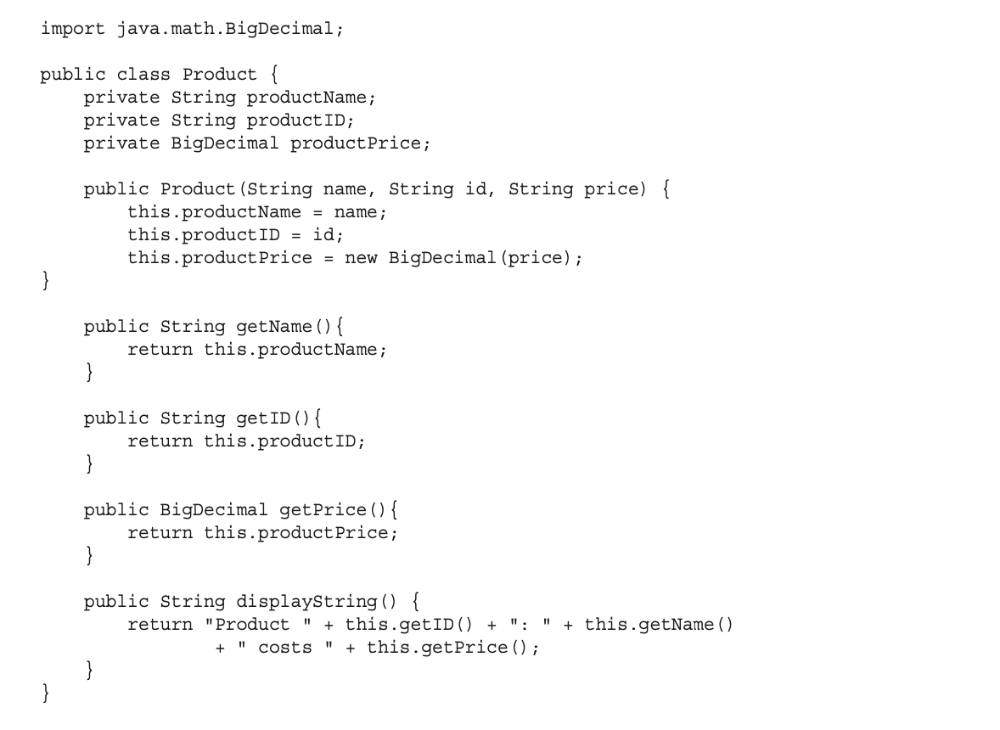 import java.math.BigDecimal;
public class Product {
    private String productName;
    private String productID;
    private BigDecimal productPrice;
    public Product(String name, String id, String price) {
        this.productName = name;
        this.productID = id;
        this.productPrice = new BigDecimal(price);
}
    public String getName(){
        return this.productName;
    }
    public String getID(){
        return this.productID;
    }
    public BigDecimal getPrice(){
        return this.productPrice;
    }
    public String displayString() {
        return "Product " + this.getID() + ": " + this.getName()
                + " costs " + this.getPrice();
    }
}